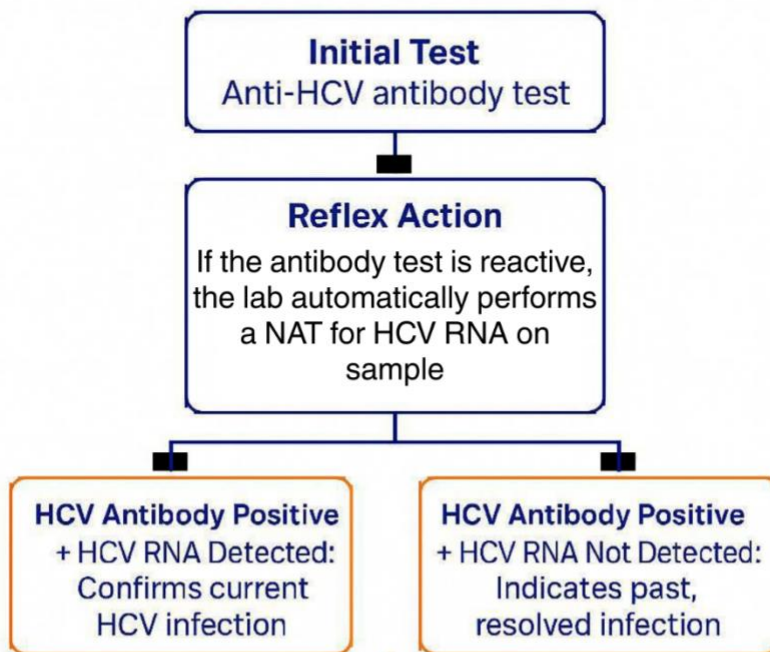 Initial Test
Anti-HCV antibody test
Reflex Action
If the antibody test is reactive,
the lab automatically performs
a NAT for HCV RNA on
sample
HCV Antibody Positive
+ HCV RNA Detected:
Confirms current
HCV infection
HCV Antibody Positive
+ HCV RNA Not Detected:
Indicates past,
resolved infection